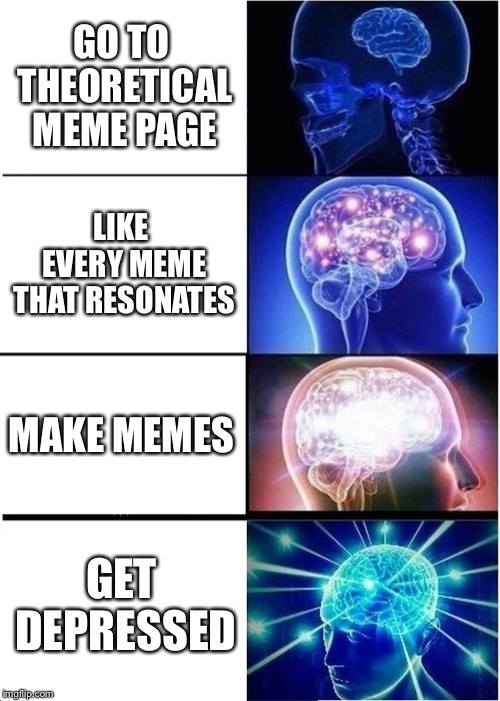 GO TO
THEORETICAL
MEME PAGE
LIKE
EVERY MEME
THAT RESONATES
MAKE MEMES
GET
DEPRESSED
imgflip.com